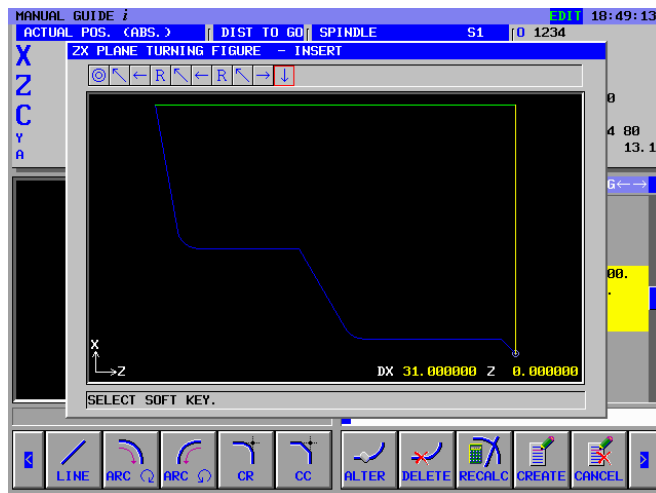 MANUAL GUIDE i EDIT 18:49:13
ACTUAL POS. (ABS.) DIST TO GO SPINDLE S1 O 1234
ZX PLANE TURNING FIGURE - INSERT
X
Z
C
Y
A
R R
0
4 80
13.1
G←→
00.
.
X
Z
DX 31.000000 Z 0.000000
SELECT SOFT KEY.
LINE ARC ARC CR CC ALTER DELETE RECALC CREATE CANCEL